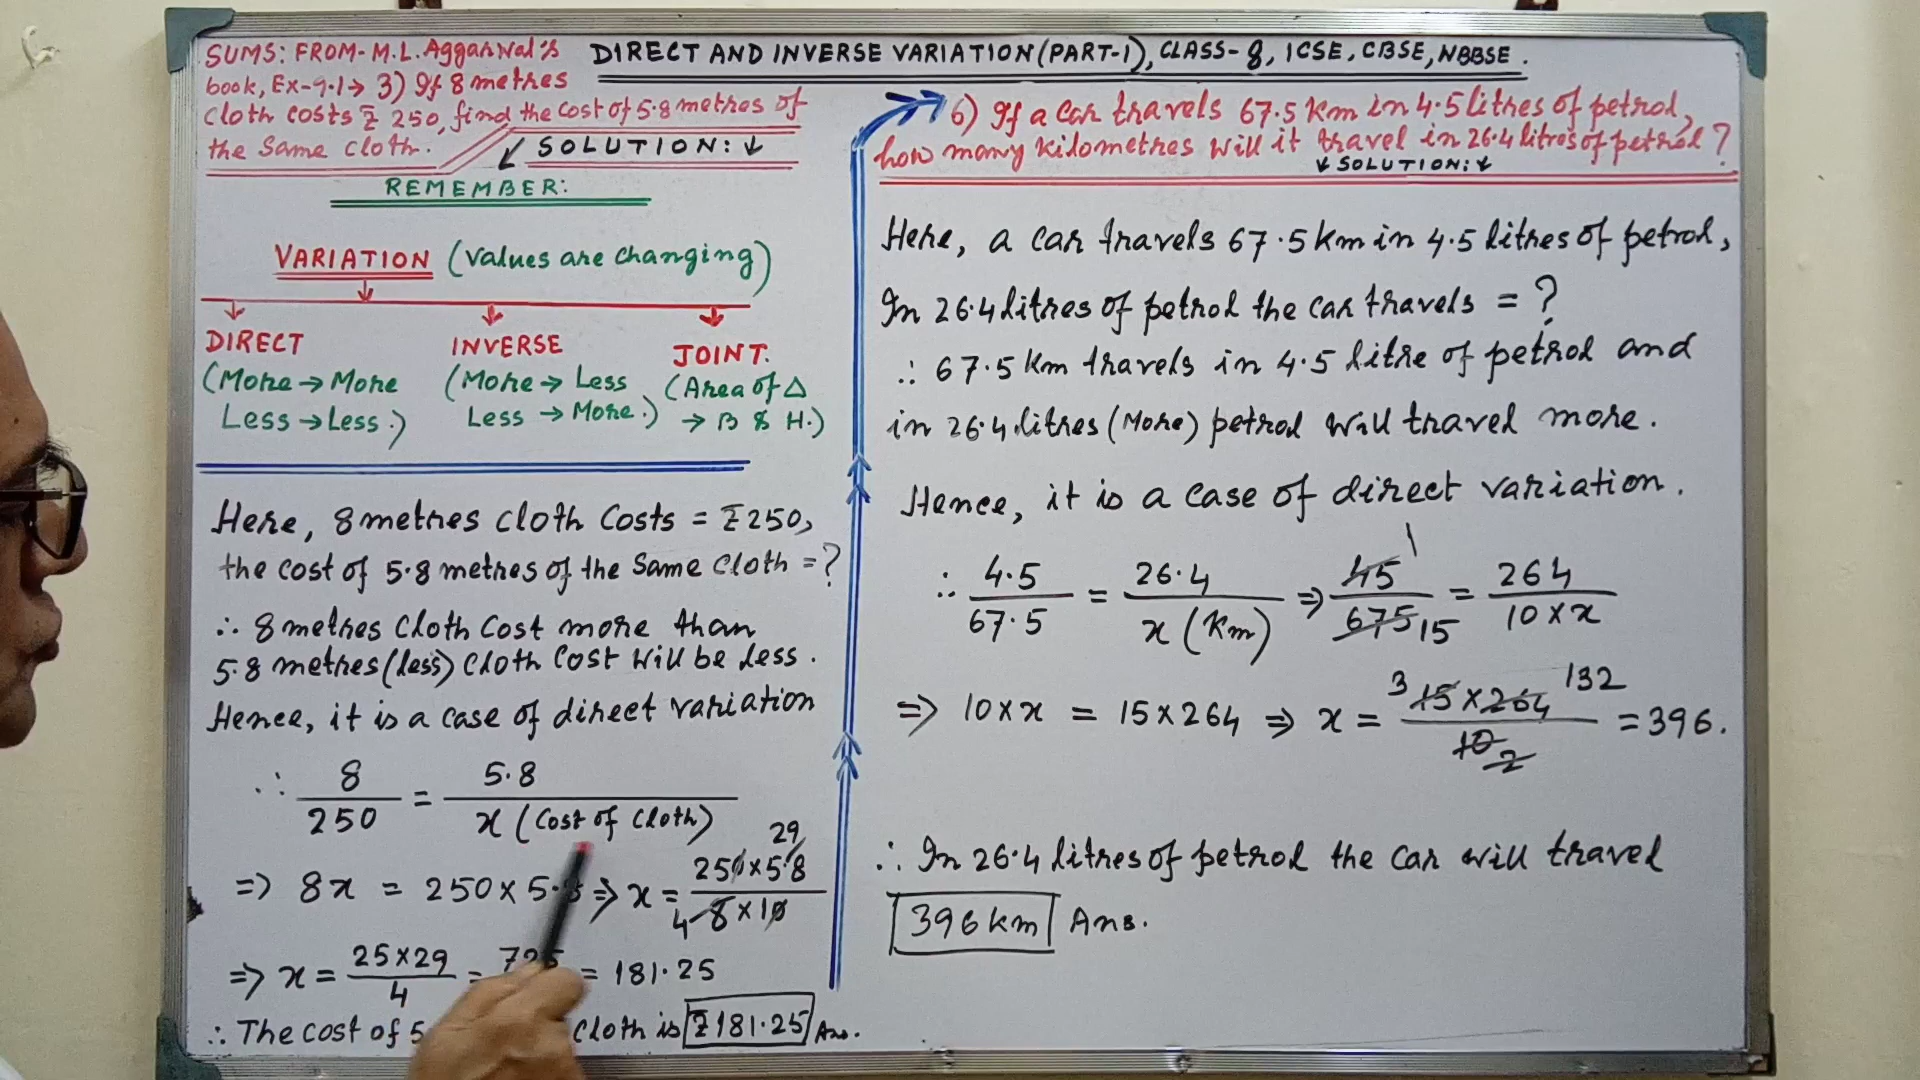 SUMS: FROM-M.L.Aggarwal's
book, Ex-9.1→ 3) If 8 metres
cloth costs ₹ 250, find the cost of 5.8 metres of
the Same cloth.
↙ SOLUTION: ↓
REMEMBER:
VARIATION (values are changing)
DIRECT
(More → More
Less → Less.)
INVERSE
(More → Less
Less → More.)
JOINT.
(Area of △
→ B & H.)
Here, 8 metres cloth Costs = ₹250,
the cost of 5.8 metres of the Same Cloth = ?
∴ 8 metres cloth Cost more than
5.8 metres (less) cloth Cost will be less.
Hence, it is a case of direct variation
∴ 8/250 = 5.8/x (Cost of Cloth)
⇒ 8x = 250 × 5. ⇒ x = 250×58/8×10 29 4
⇒ x = 25×29/4 = = 181.25
∴ The cost of 5 cloth is ₹181.25 Ans.
DIRECT AND INVERSE VARIATION (PART-1), CLASS-8, ICSE, CBSE, NBBSE.
6) If a car travels 67.5 km in 4.5 litres of petrol,
how many kilometres will it travel in 26.4 litres of petrol?
↓ SOLUTION: ↓
Here, a car travels 67.5 km in 4.5 litres of petrol,
In 26.4 litres of petrol the car travels = ?
∴ 67.5 km travels in 4.5 litre of petrol and
in 26.4 litres (More) petrol will travel more.
Hence, it is a case of direct variation.
∴ 4.5/67.5 = 26.4/x (Km) ⇒ 45/675 1 15 = 264/10×x
⇒ 10×x = 15×264 ⇒ x = 15×264/10 3 132 2 = 396.
∴ In 26.4 litres of petrol the car will travel
396 km Ans.